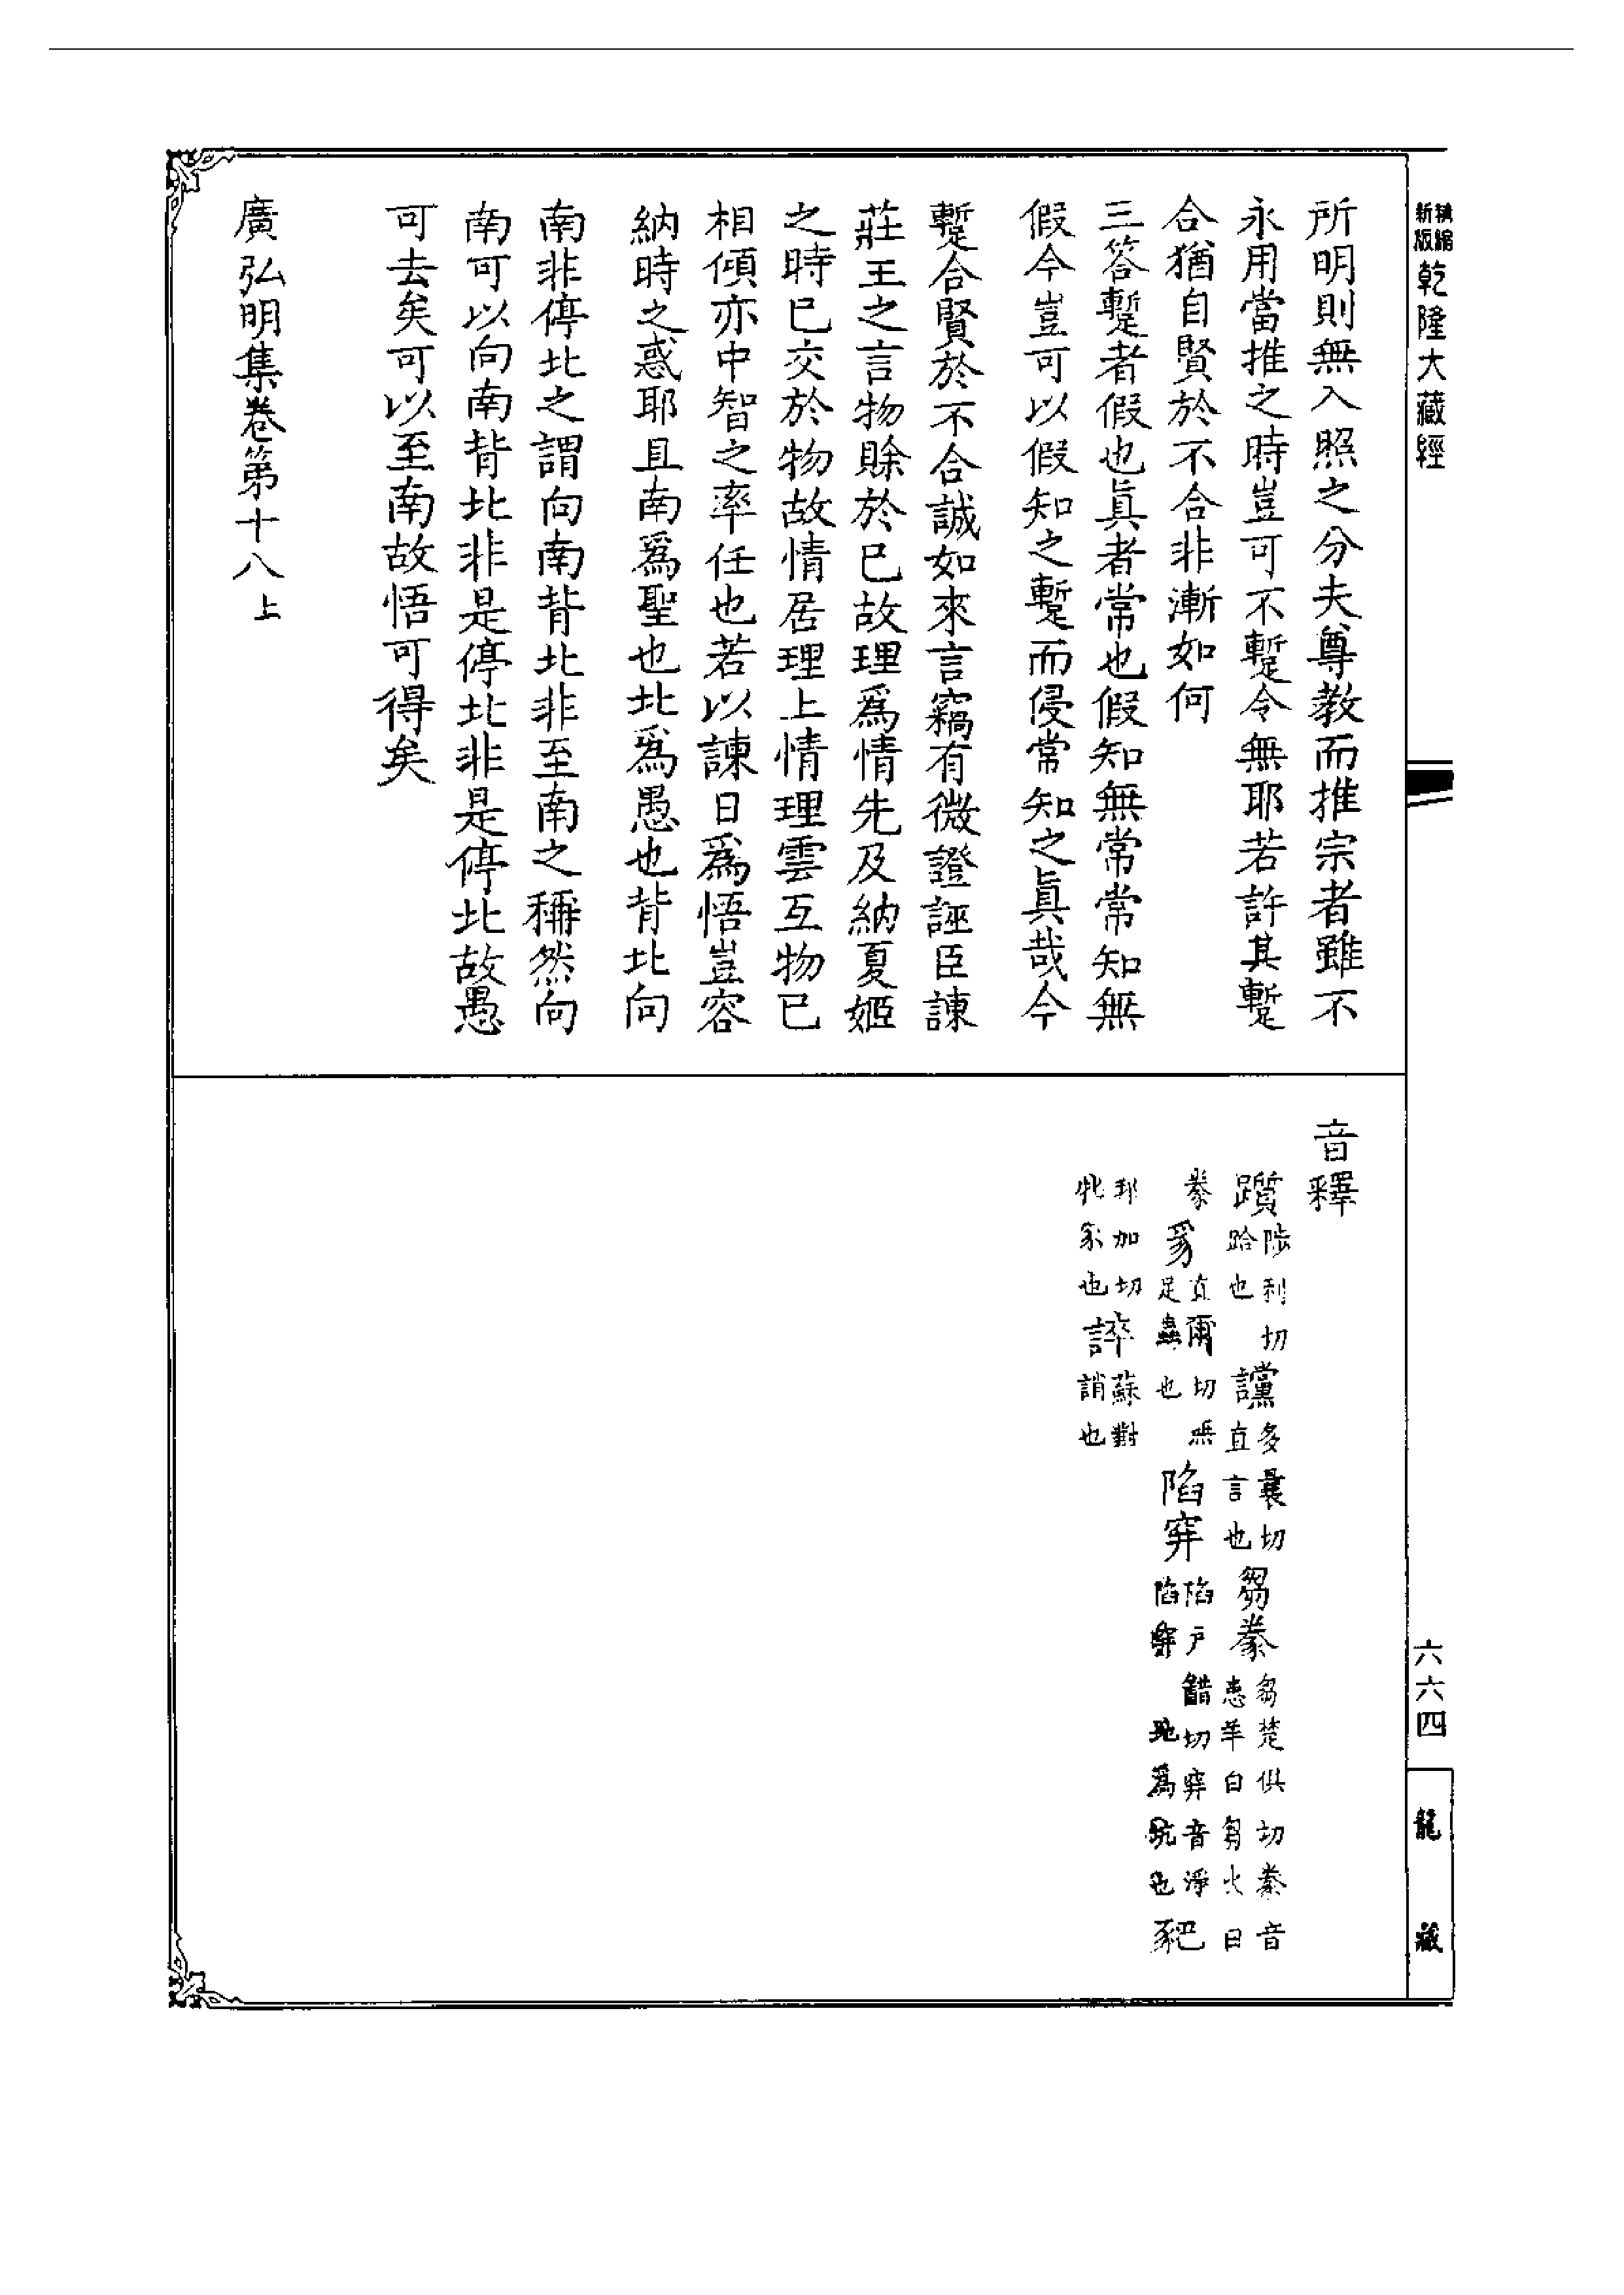 精縮新版乾隆大藏經
所明則無入照之分夫尊教而推宗者雖不
永用當推之時豈可不蹔令無耶若許其蹔
合猶自賢於不合非漸如何
三答蹔者假也眞者常也假知無常常知無
假今豈可以假知之蹔而侵常知之眞哉今
蹔合賢於不合誠如來言竊有微證誣臣諫
莊王之言物賒於已故理爲情先及納夏姬
之時已交於物故情居理上情理雲互物已
相傾亦中智之率任也若以諫日爲悟豈容
納時之惑耶且南爲聖也北爲愚也背北向
南非停北之謂向南背北非至南之稱然向
南可以向南背北非是停北非是停北故愚
可去矣可以至南故悟可得矣
廣弘明集卷第十八上
音釋
躓陟利切跲也讜多曩切直言也芻豢芻楚俱切豢音患羊白芻犬曰
豢豸直爾切無足蟲也陷穽陷戶韽切穽音淨陷穽地爲坑也豝
邦加切牝豕也誶蘇對誚也
六六四
龍藏